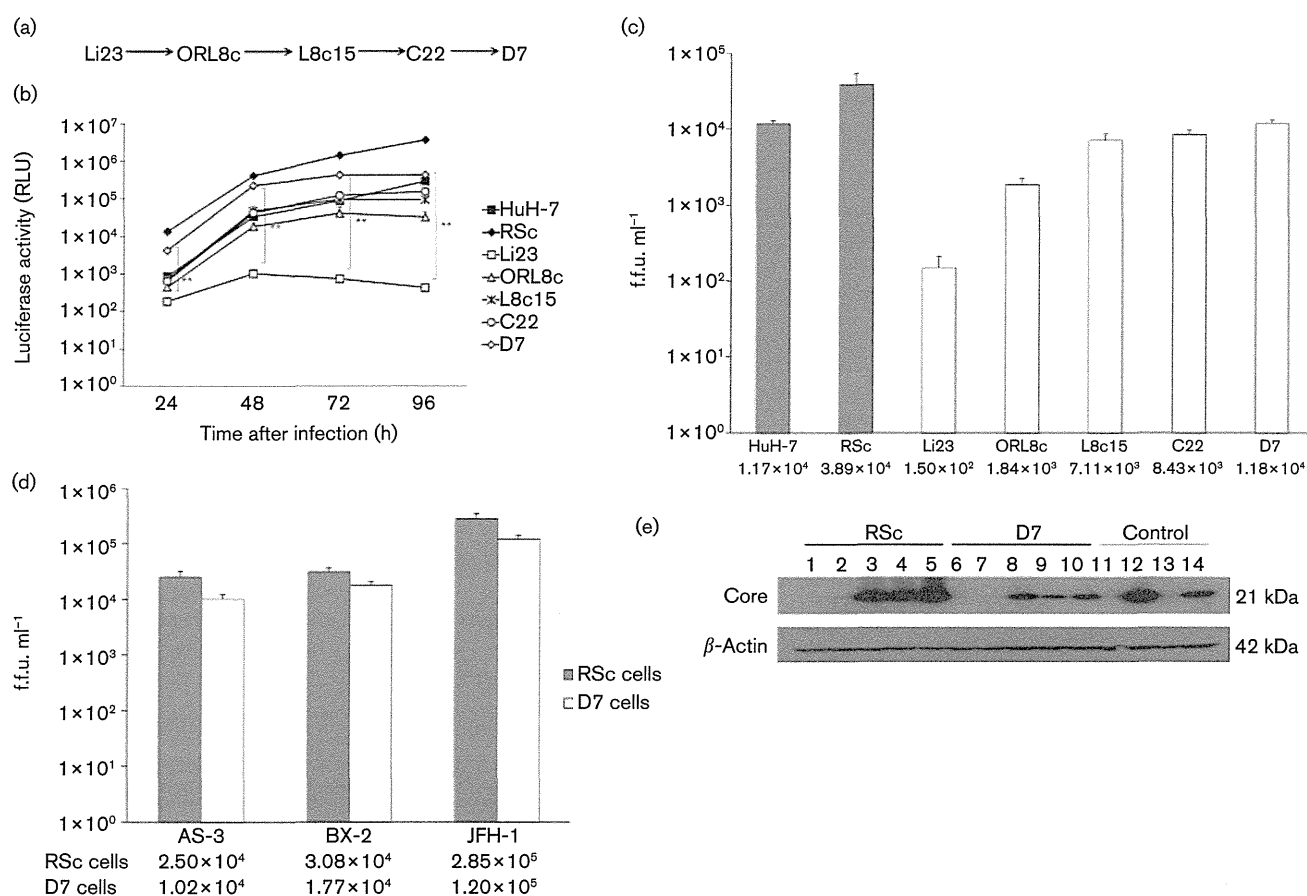 (a)
Li23 → ORL8c → L8c15 → C22 → D7
(b)
Luciferase activity (RLU)
1×10⁷
1×10⁶
1×10⁵
1×10⁴
1×10³
1×10²
1×10¹
1×10⁰
**
**
**
**
24 48 72 96
Time after infection (h)
HuH-7
RSc
Li23
ORL8c
L8c15
C22
D7
(c)
f.f.u. ml⁻¹
1×10⁵
1×10⁴
1×10³
1×10²
1×10¹
1×10⁰
HuH-7 RSc Li23 ORL8c L8c15 C22 D7
1.17×10⁴ 3.89×10⁴ 1.50×10² 1.84×10³ 7.11×10³ 8.43×10³ 1.18×10⁴
(d)
f.f.u. ml⁻¹
1×10⁶
1×10⁵
1×10⁴
1×10³
1×10²
1×10¹
1×10⁰
RSc cells
D7 cells
AS-3 BX-2 JFH-1
RSc cells 2.50×10⁴ 3.08×10⁴ 2.85×10⁵
D7 cells 1.02×10⁴ 1.77×10⁴ 1.20×10⁵
(e)
RSc D7 Control
1 2 3 4 5 6 7 8 9 10 11 12 13 14
Core 21 kDa
β-Actin 42 kDa